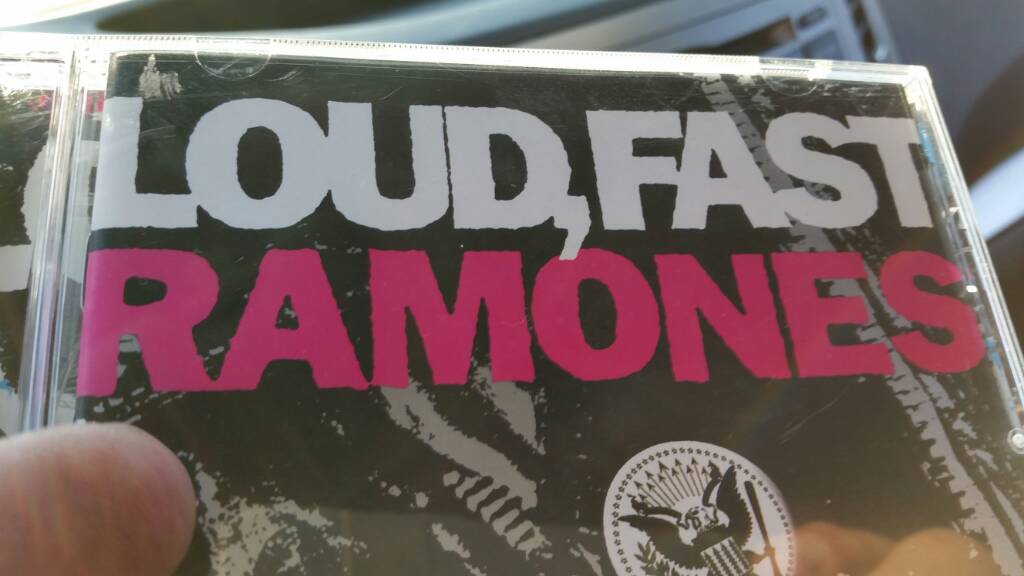 LOUD, FAST
RAMONES